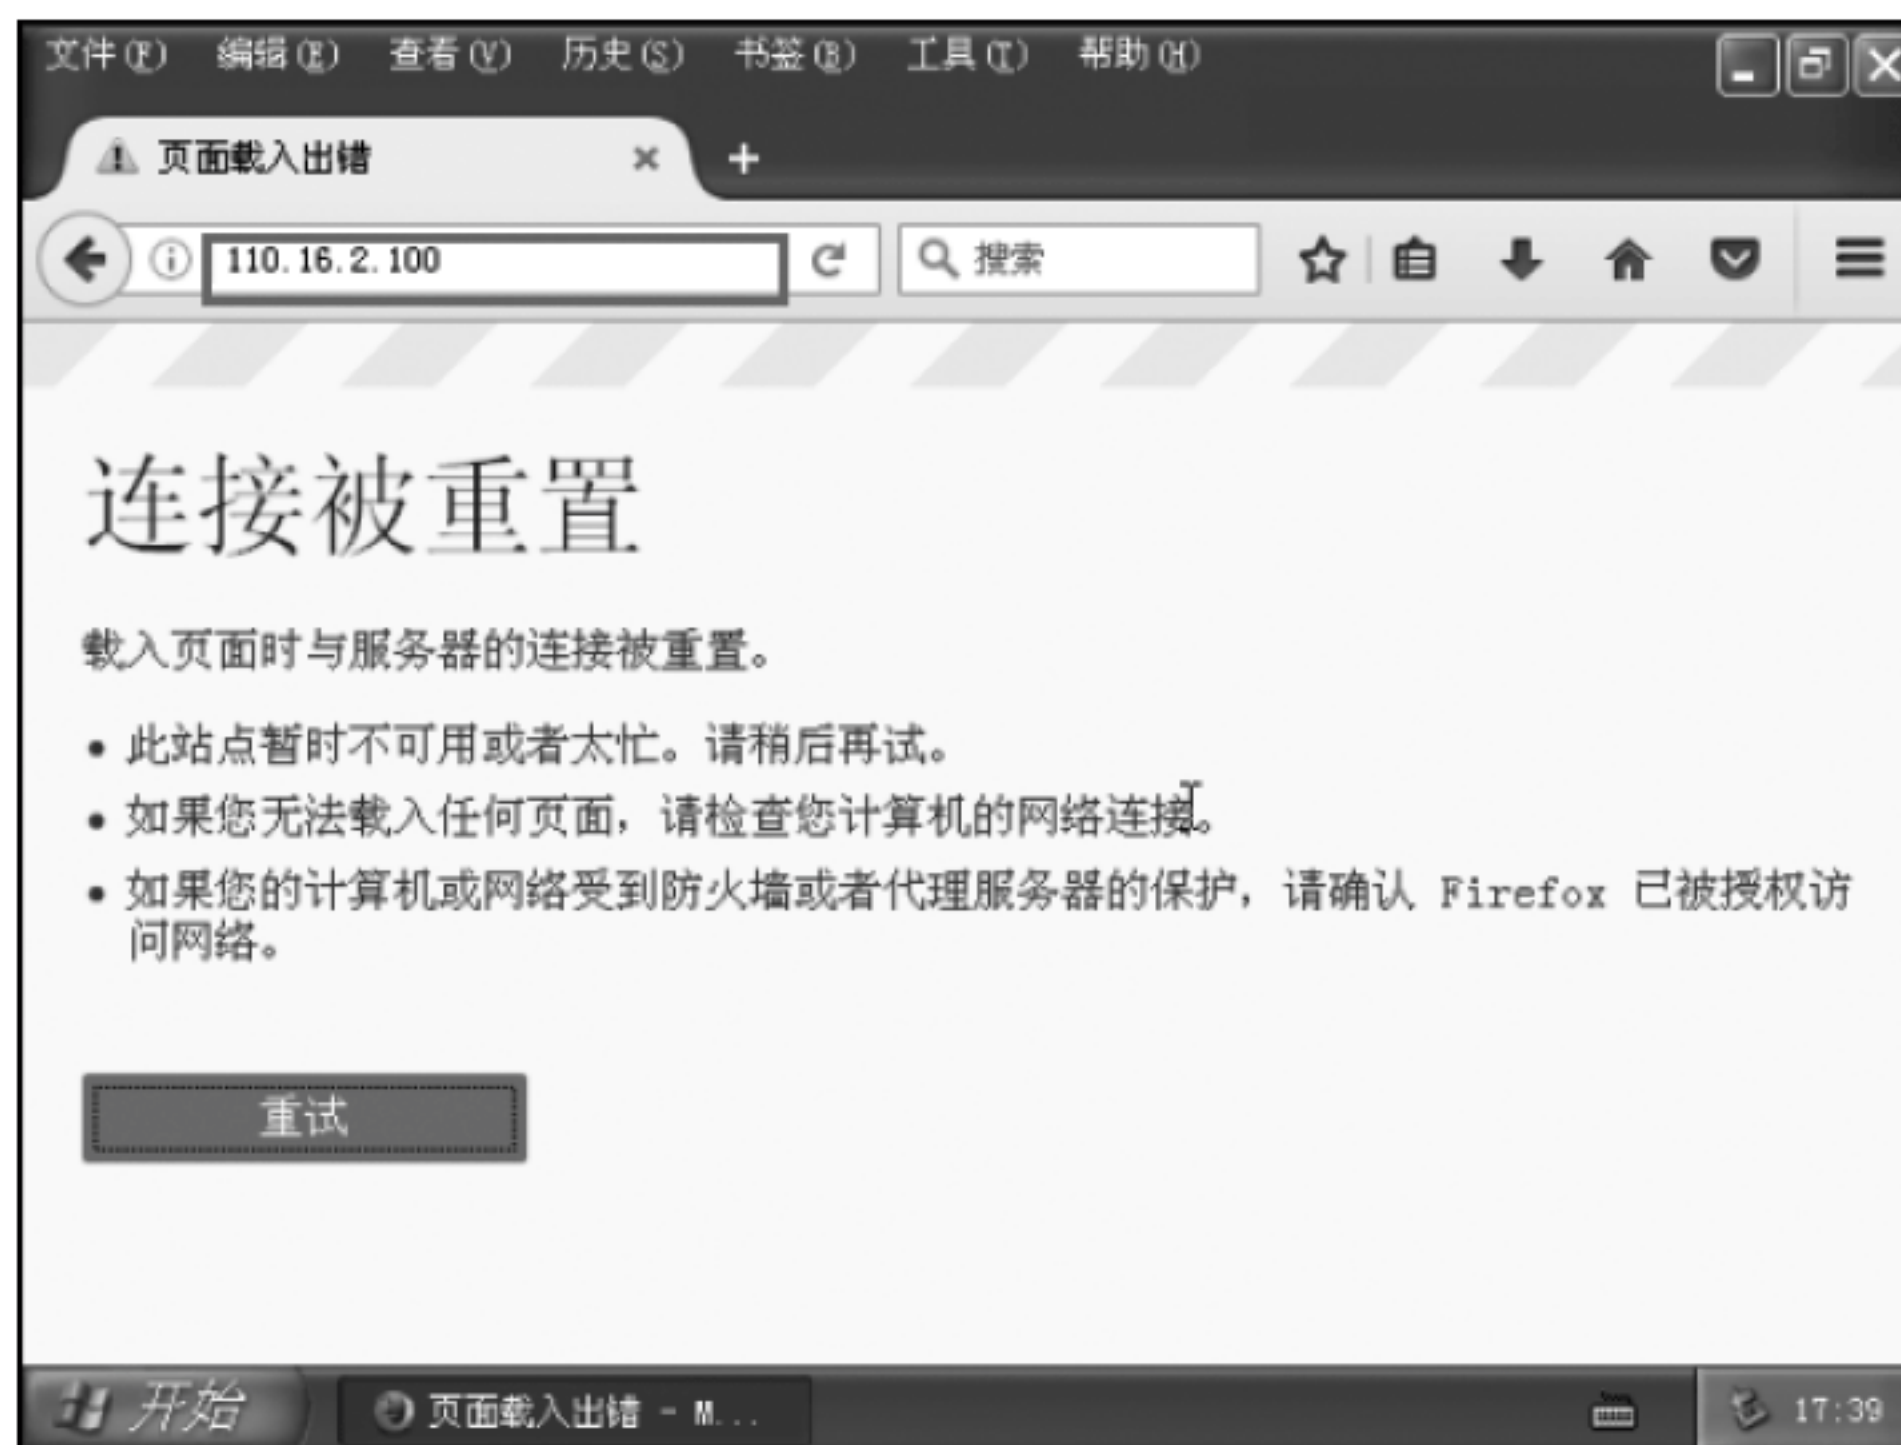 文件(F) 编辑(E) 查看(V) 历史(S) 书签(B) 工具(T) 帮助(H)
页面载入出错
110.16.2.100 搜索
连接被重置
载入页面时与服务器的连接被重置。
• 此站点暂时不可用或者太忙。请稍后再试。
• 如果您无法载入任何页面，请检查您计算机的网络连接。
• 如果您的计算机或网络受到防火墙或者代理服务器的保护，请确认 Firefox 已被授权访
问网络。
重试
开始 页面载入出错 - M... 17:39